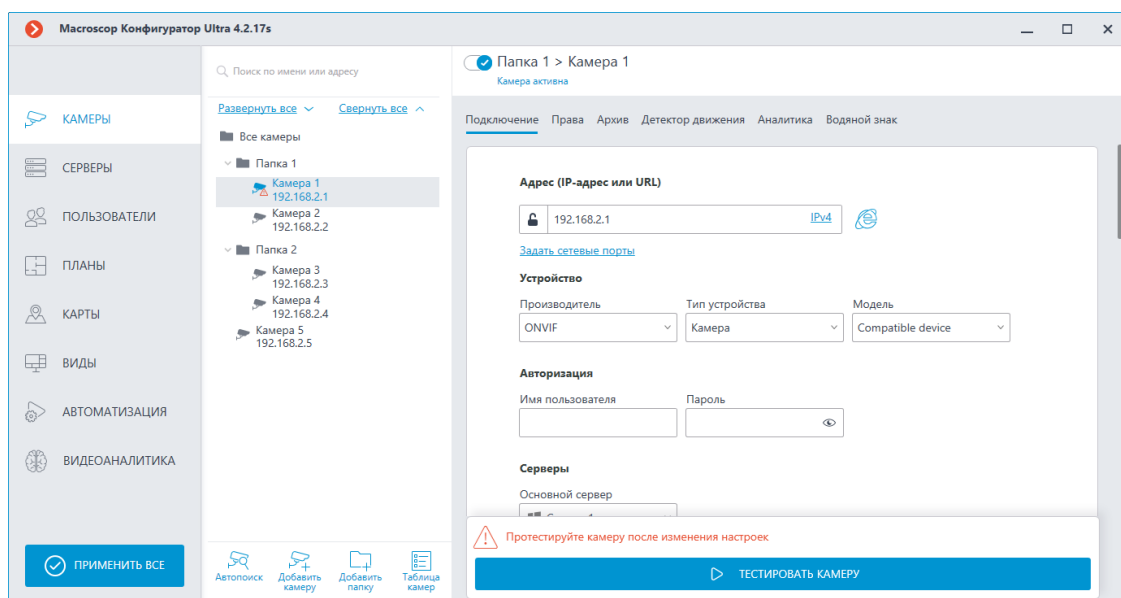 Macroscop Конфигуратор Ultra 4.2.17s
КАМЕРЫ
СЕРВЕРЫ
ПОЛЬЗОВАТЕЛИ
ПЛАНЫ
КАРТЫ
ВИДЫ
АВТОМАТИЗАЦИЯ
ВИДЕОАНАЛИТИКА
ПРИМЕНИТЬ ВСЕ
Поиск по имени или адресу
Развернуть все Свернуть все
Все камеры
Папка 1
Камера 1
192.168.2.1
Камера 2
192.168.2.2
Папка 2
Камера 3
192.168.2.3
Камера 4
192.168.2.4
Камера 5
192.168.2.5
Автопоиск
Добавить
камеру
Добавить
папку
Таблица
камер
Папка 1 > Камера 1
Камера активна
Подключение Права Архив Детектор движения Аналитика Водяной знак
Адрес (IP-адрес или URL)
192.168.2.1 IPv4
Задать сетевые порты
Устройство
Производитель Тип устройства Модель
ONVIF Камера Compatible device
Авторизация
Имя пользователя Пароль
Серверы
Основной сервер
Протестируйте камеру после изменения настроек
ТЕСТИРОВАТЬ КАМЕРУ